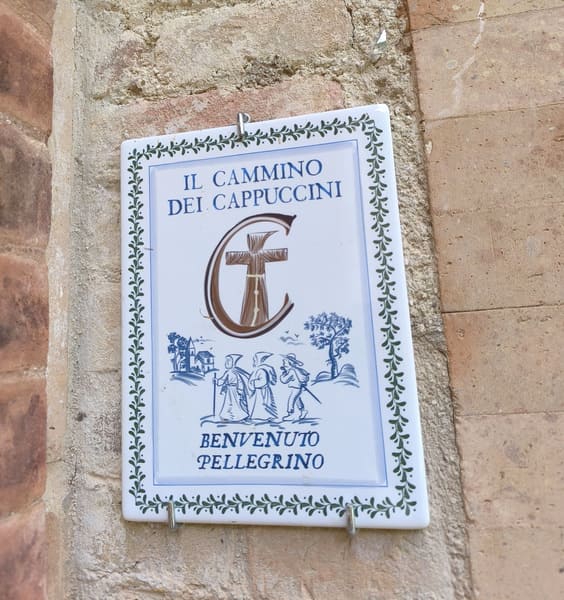 IL CAMMINO
DEI CAPPUCCINI
C
BENVENUTO
PELLEGRINO